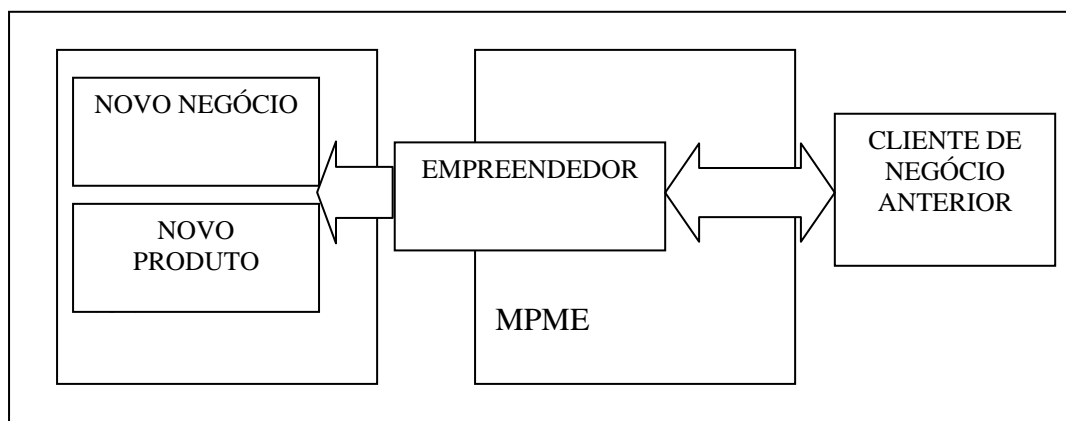 NOVO NEGÓCIO
NOVO
PRODUTO
EMPREENDEDOR
MPME
CLIENTE DE
NEGÓCIO
ANTERIOR